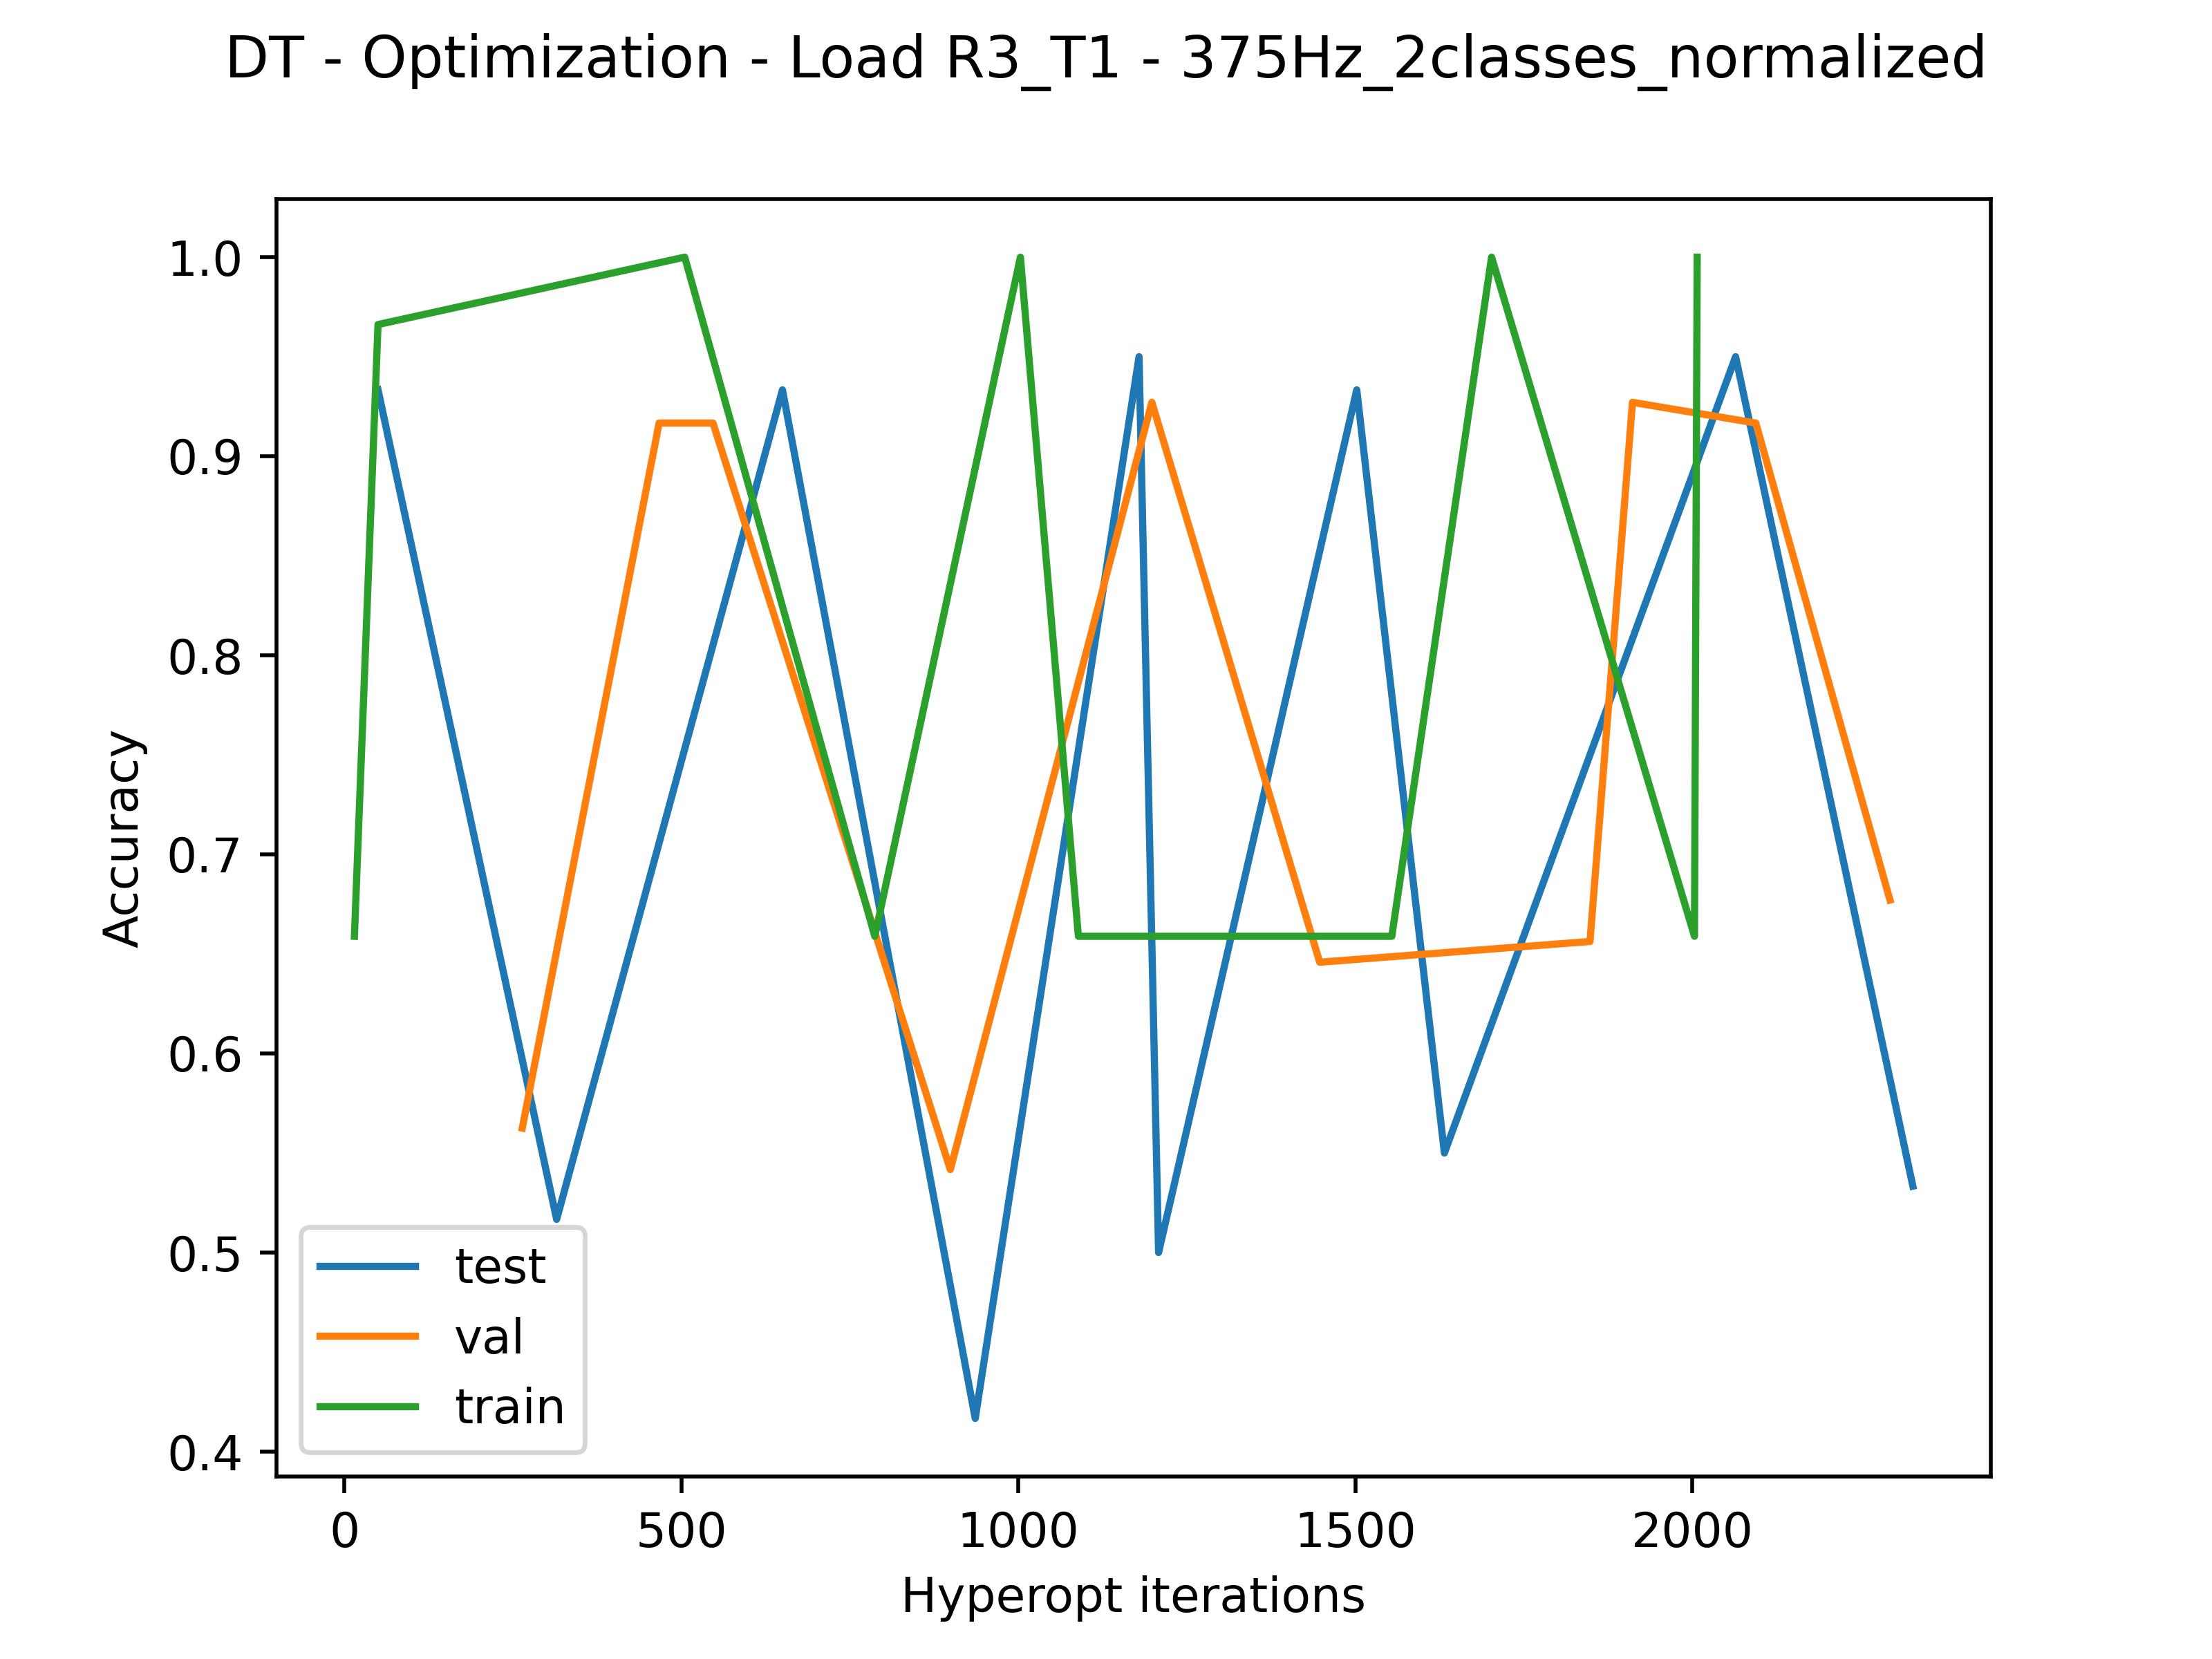 DT - Optimization - Load R3_T1 - 375Hz_2classes_normalized
1.0
0.9
0.8
0.7
0.6
0.5
0.4
Accuracy
test
val
train
0 500 1000 1500 2000
Hyperopt iterations